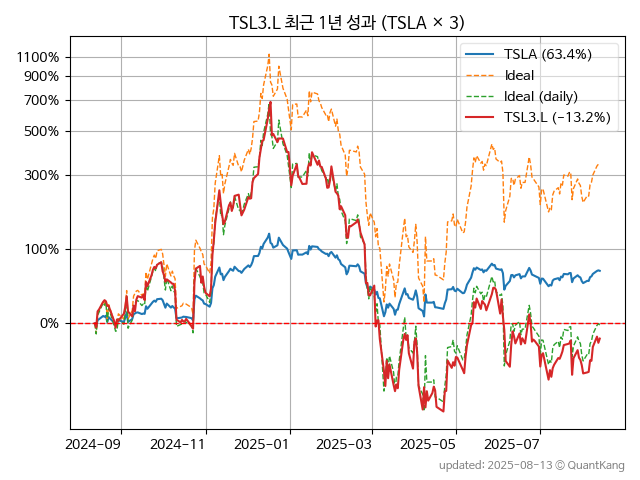 TSL3.L 최근 1년 성과 (TSLA × 3)
TSLA (63.4%)
Ideal
Ideal (daily)
TSL3.L (−13.2%)
1100%
900%
700%
500%
300%
100%
0%
2024-09
2024-11
2025-01
2025-03
2025-05
2025-07
updated: 2025-08-13 © QuantKang